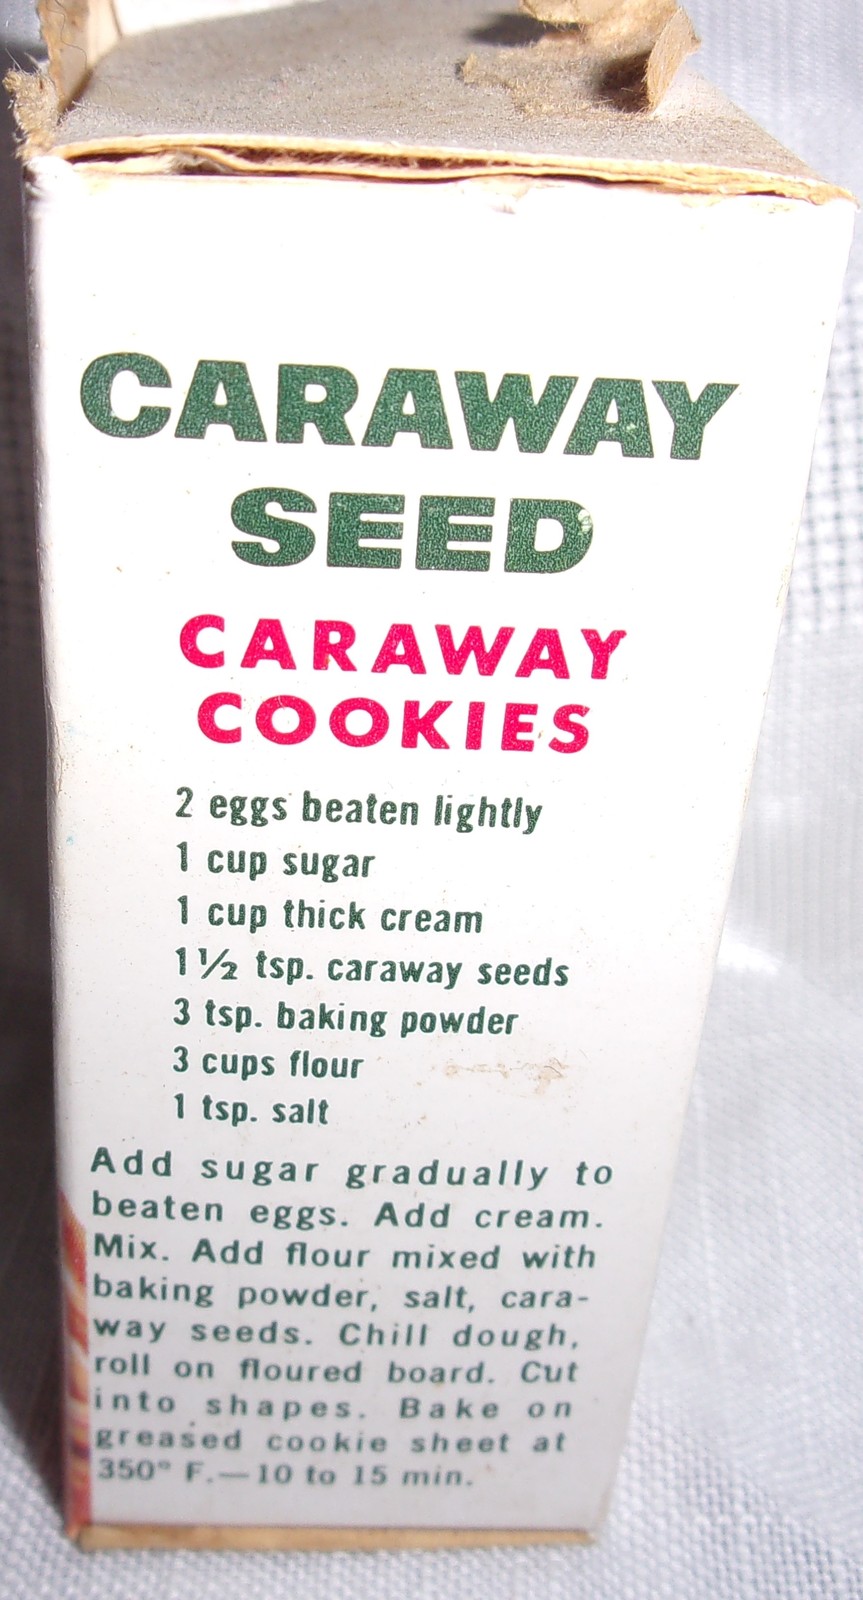 CARAWAY
SEED
CARAWAY
COOKIES
2 eggs beaten lightly
1 cup sugar
1 cup thick cream
1½ tsp. caraway seeds
3 tsp. baking powder
3 cups flour
1 tsp. salt
Add sugar gradually to
beaten eggs. Add cream.
Mix. Add flour mixed with
baking powder, salt, cara-
way seeds. Chill dough,
roll on floured board. Cut
into shapes. Bake on
greased cookie sheet at
350° F.—10 to 15 min.